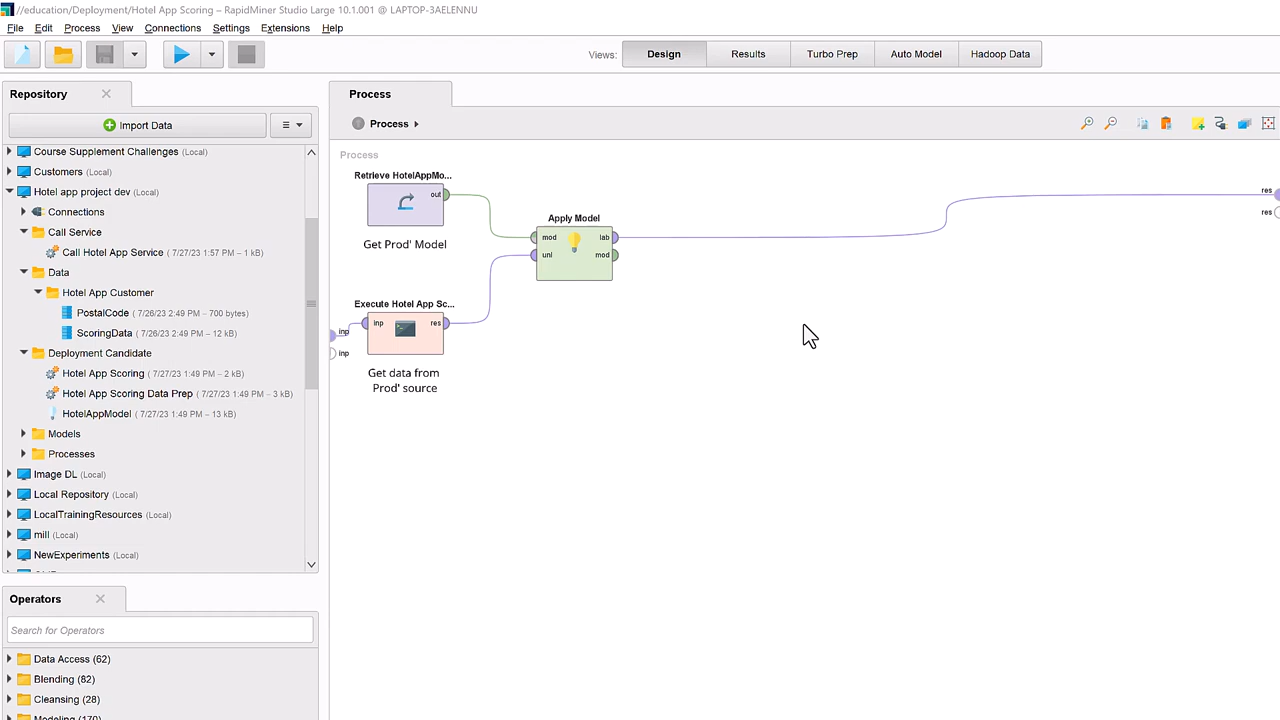 //education/Deployment/Hotel App Scoring – RapidMiner Studio Large 10.1.001 @ LAPTOP-3AELENNU
File Edit Process View Connections Settings Extensions Help
Views: Design Results Turbo Prep Auto Model Hadoop Data
Repository
Import Data
Course Supplement Challenges (Local)
Customers (Local)
Hotel app project dev (Local)
Connections
Call Service
Call Hotel App Service (7/27/23 1:57 PM – 1 kB)
Data
Hotel App Customer
PostalCode (7/26/23 2:49 PM – 700 bytes)
ScoringData (7/26/23 2:49 PM – 12 kB)
Deployment Candidate
Hotel App Scoring (7/27/23 1:49 PM – 2 kB)
Hotel App Scoring Data Prep (7/27/23 1:49 PM – 3 kB)
HotelAppModel (7/27/23 1:49 PM – 13 kB)
Models
Processes
Image DL (Local)
Local Repository (Local)
LocalTrainingResources (Local)
mill (Local)
NewExperiments (Local)
Operators
Search for Operators
Data Access (62)
Blending (82)
Cleansing (28)
Modeling (170)
Process
Process
Process
Retrieve HotelAppMo...
out
Get Prod' Model
Apply Model
mod lab
unl mod
Execute Hotel App Sc...
inp res
Get data from
Prod' source
inp
inp
res
res